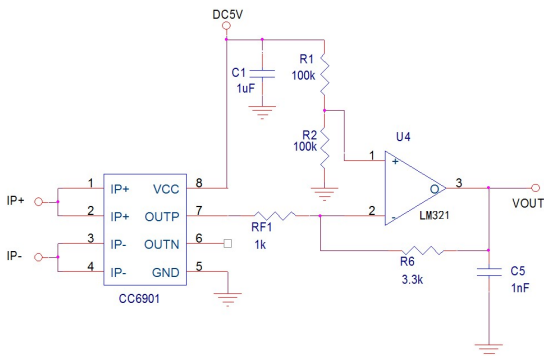 DC5V
R1
100k
C1
1uF
R2
100k
U4
1
+
O
3
VOUT
2
-
LM321
IP+
1
IP+
VCC
8
2
IP+
OUTP
7
RF1
1k
IP-
3
IP-
OUTN
6
4
IP-
GND
5
CC6901
R6
3.3k
C5
1nF